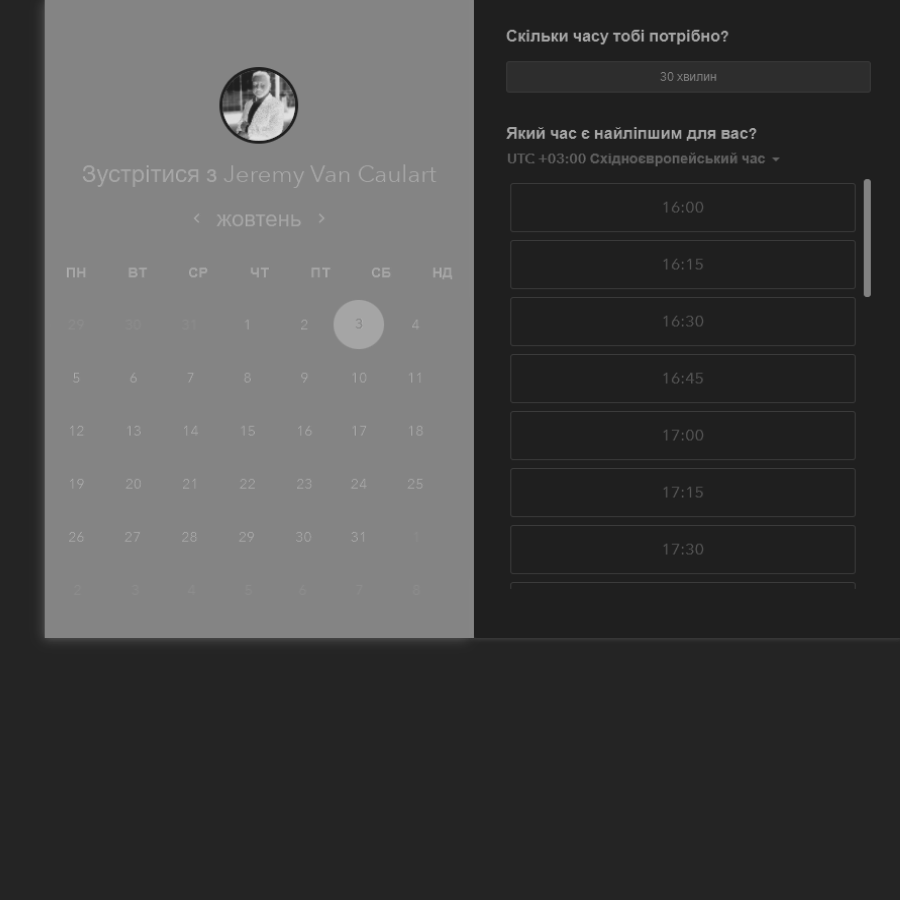 Зустрітися з Jeremy Van Caulart
жовтень
ПН ВТ СР ЧТ ПТ СБ НД
29 30 31 1 2 3 4
5 6 7 8 9 10 11
12 13 14 15 16 17 18
19 20 21 22 23 24 25
26 27 28 29 30 31 1
2 3 4 5 6 7 8
Скільки часу тобі потрібно?
30 хвилин
Який час є найліпшим для вас?
UTC +03:00 Східноєвропейський час
16:00
16:15
16:30
16:45
17:00
17:15
17:30